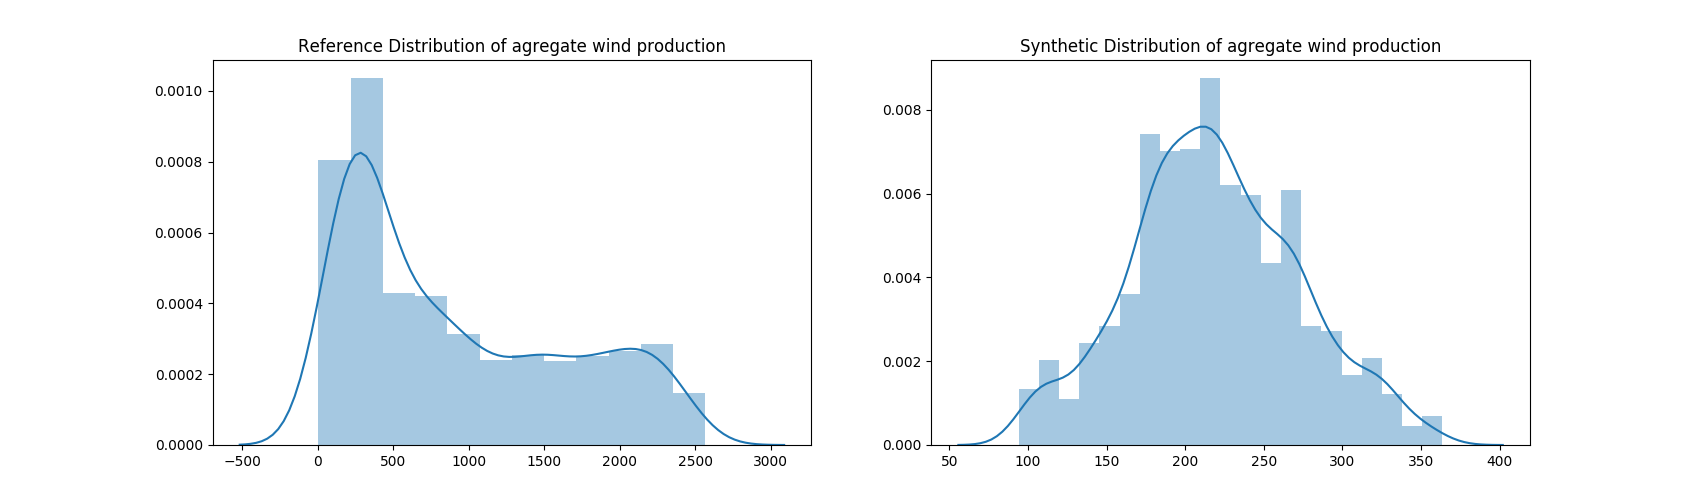 Reference Distribution of agregate wind production
0.0010
0.0008
0.0006
0.0004
0.0002
0.0000
−500 0 500 1000 1500 2000 2500 3000
Synthetic Distribution of agregate wind production
0.008
0.006
0.004
0.002
0.000
50 100 150 200 250 300 350 400